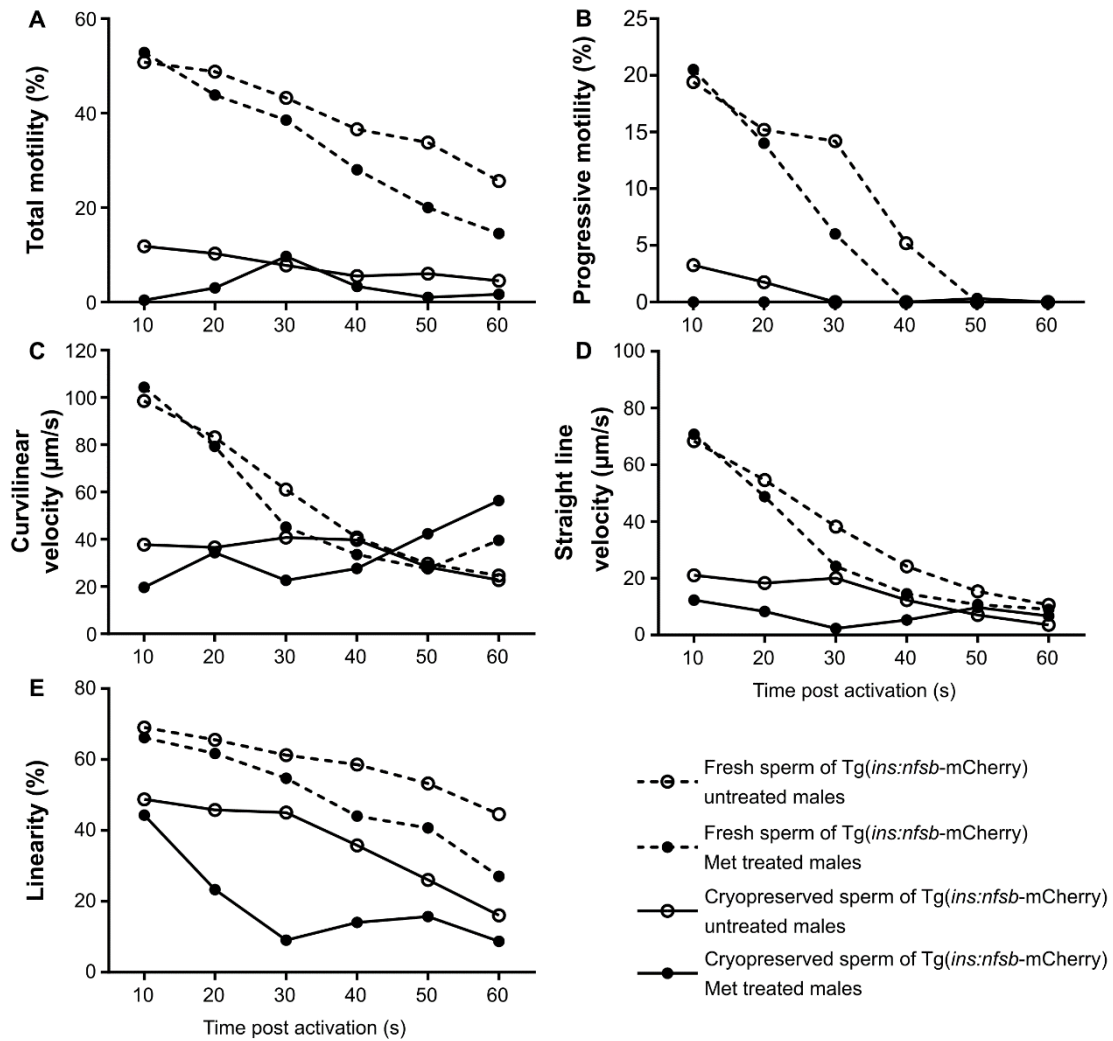 A
Total motility (%)
60
40
20
0
10 20 30 40 50 60
B
Progressive motility (%)
25
20
15
10
5
0
10 20 30 40 50 60
C
Curvilinear
velocity (µm/s)
120
100
80
60
40
20
0
10 20 30 40 50 60
D
Straight line
velocity (µm/s)
100
80
60
40
20
0
10 20 30 40 50 60
Time post activation (s)
E
Linearity (%)
80
60
40
20
0
10 20 30 40 50 60
Time post activation (s)
Fresh sperm of Tg(ins:nfsb-mCherry)
untreated males
Fresh sperm of Tg(ins:nfsb-mCherry)
Met treated males
Cryopreserved sperm of Tg(ins:nfsb-mCherry)
untreated males
Cryopreserved sperm of Tg(ins:nfsb-mCherry)
Met treated males